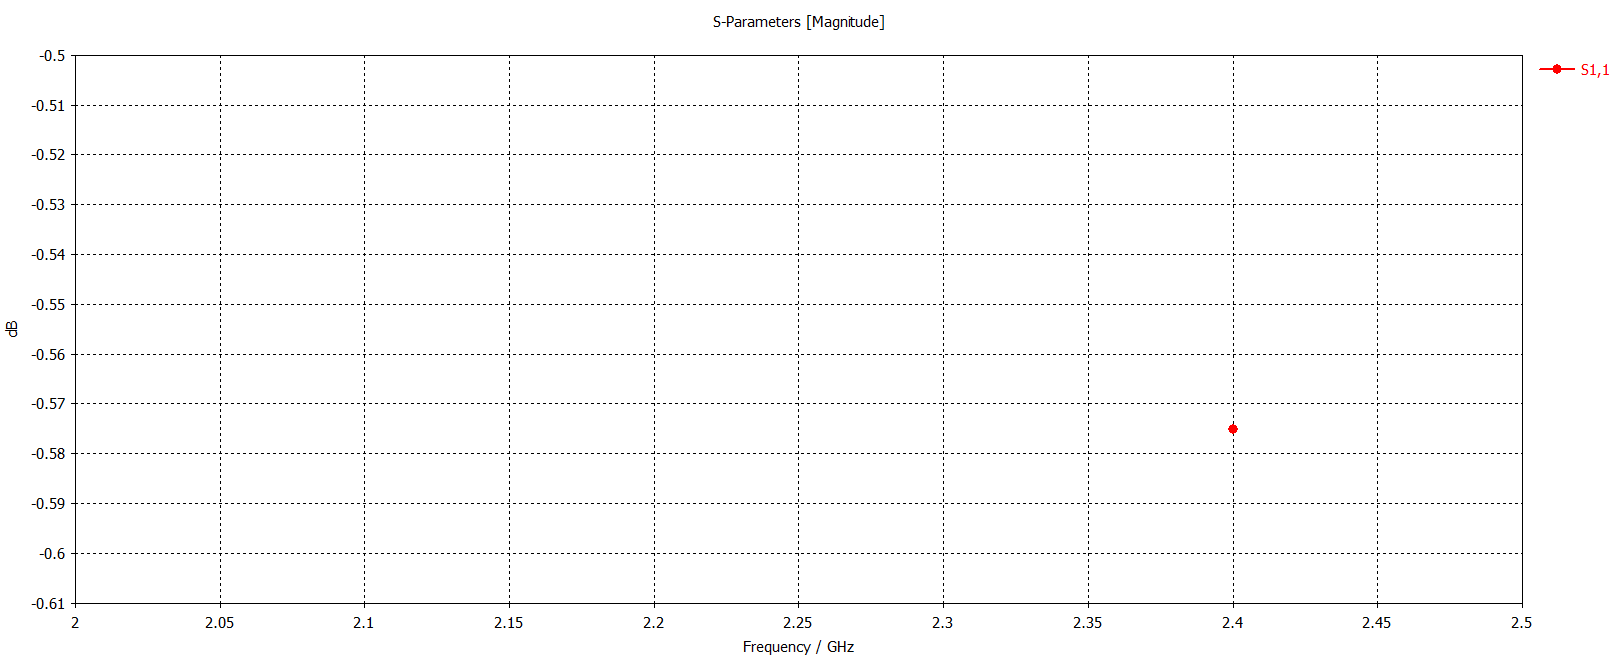 S-Parameters [Magnitude]
-0.5
-0.51
-0.52
-0.53
-0.54
-0.55
-0.56
-0.57
-0.58
-0.59
-0.6
-0.61
dB
2 2.05 2.1 2.15 2.2 2.25 2.3 2.35 2.4 2.45 2.5
Frequency / GHz
S1,1